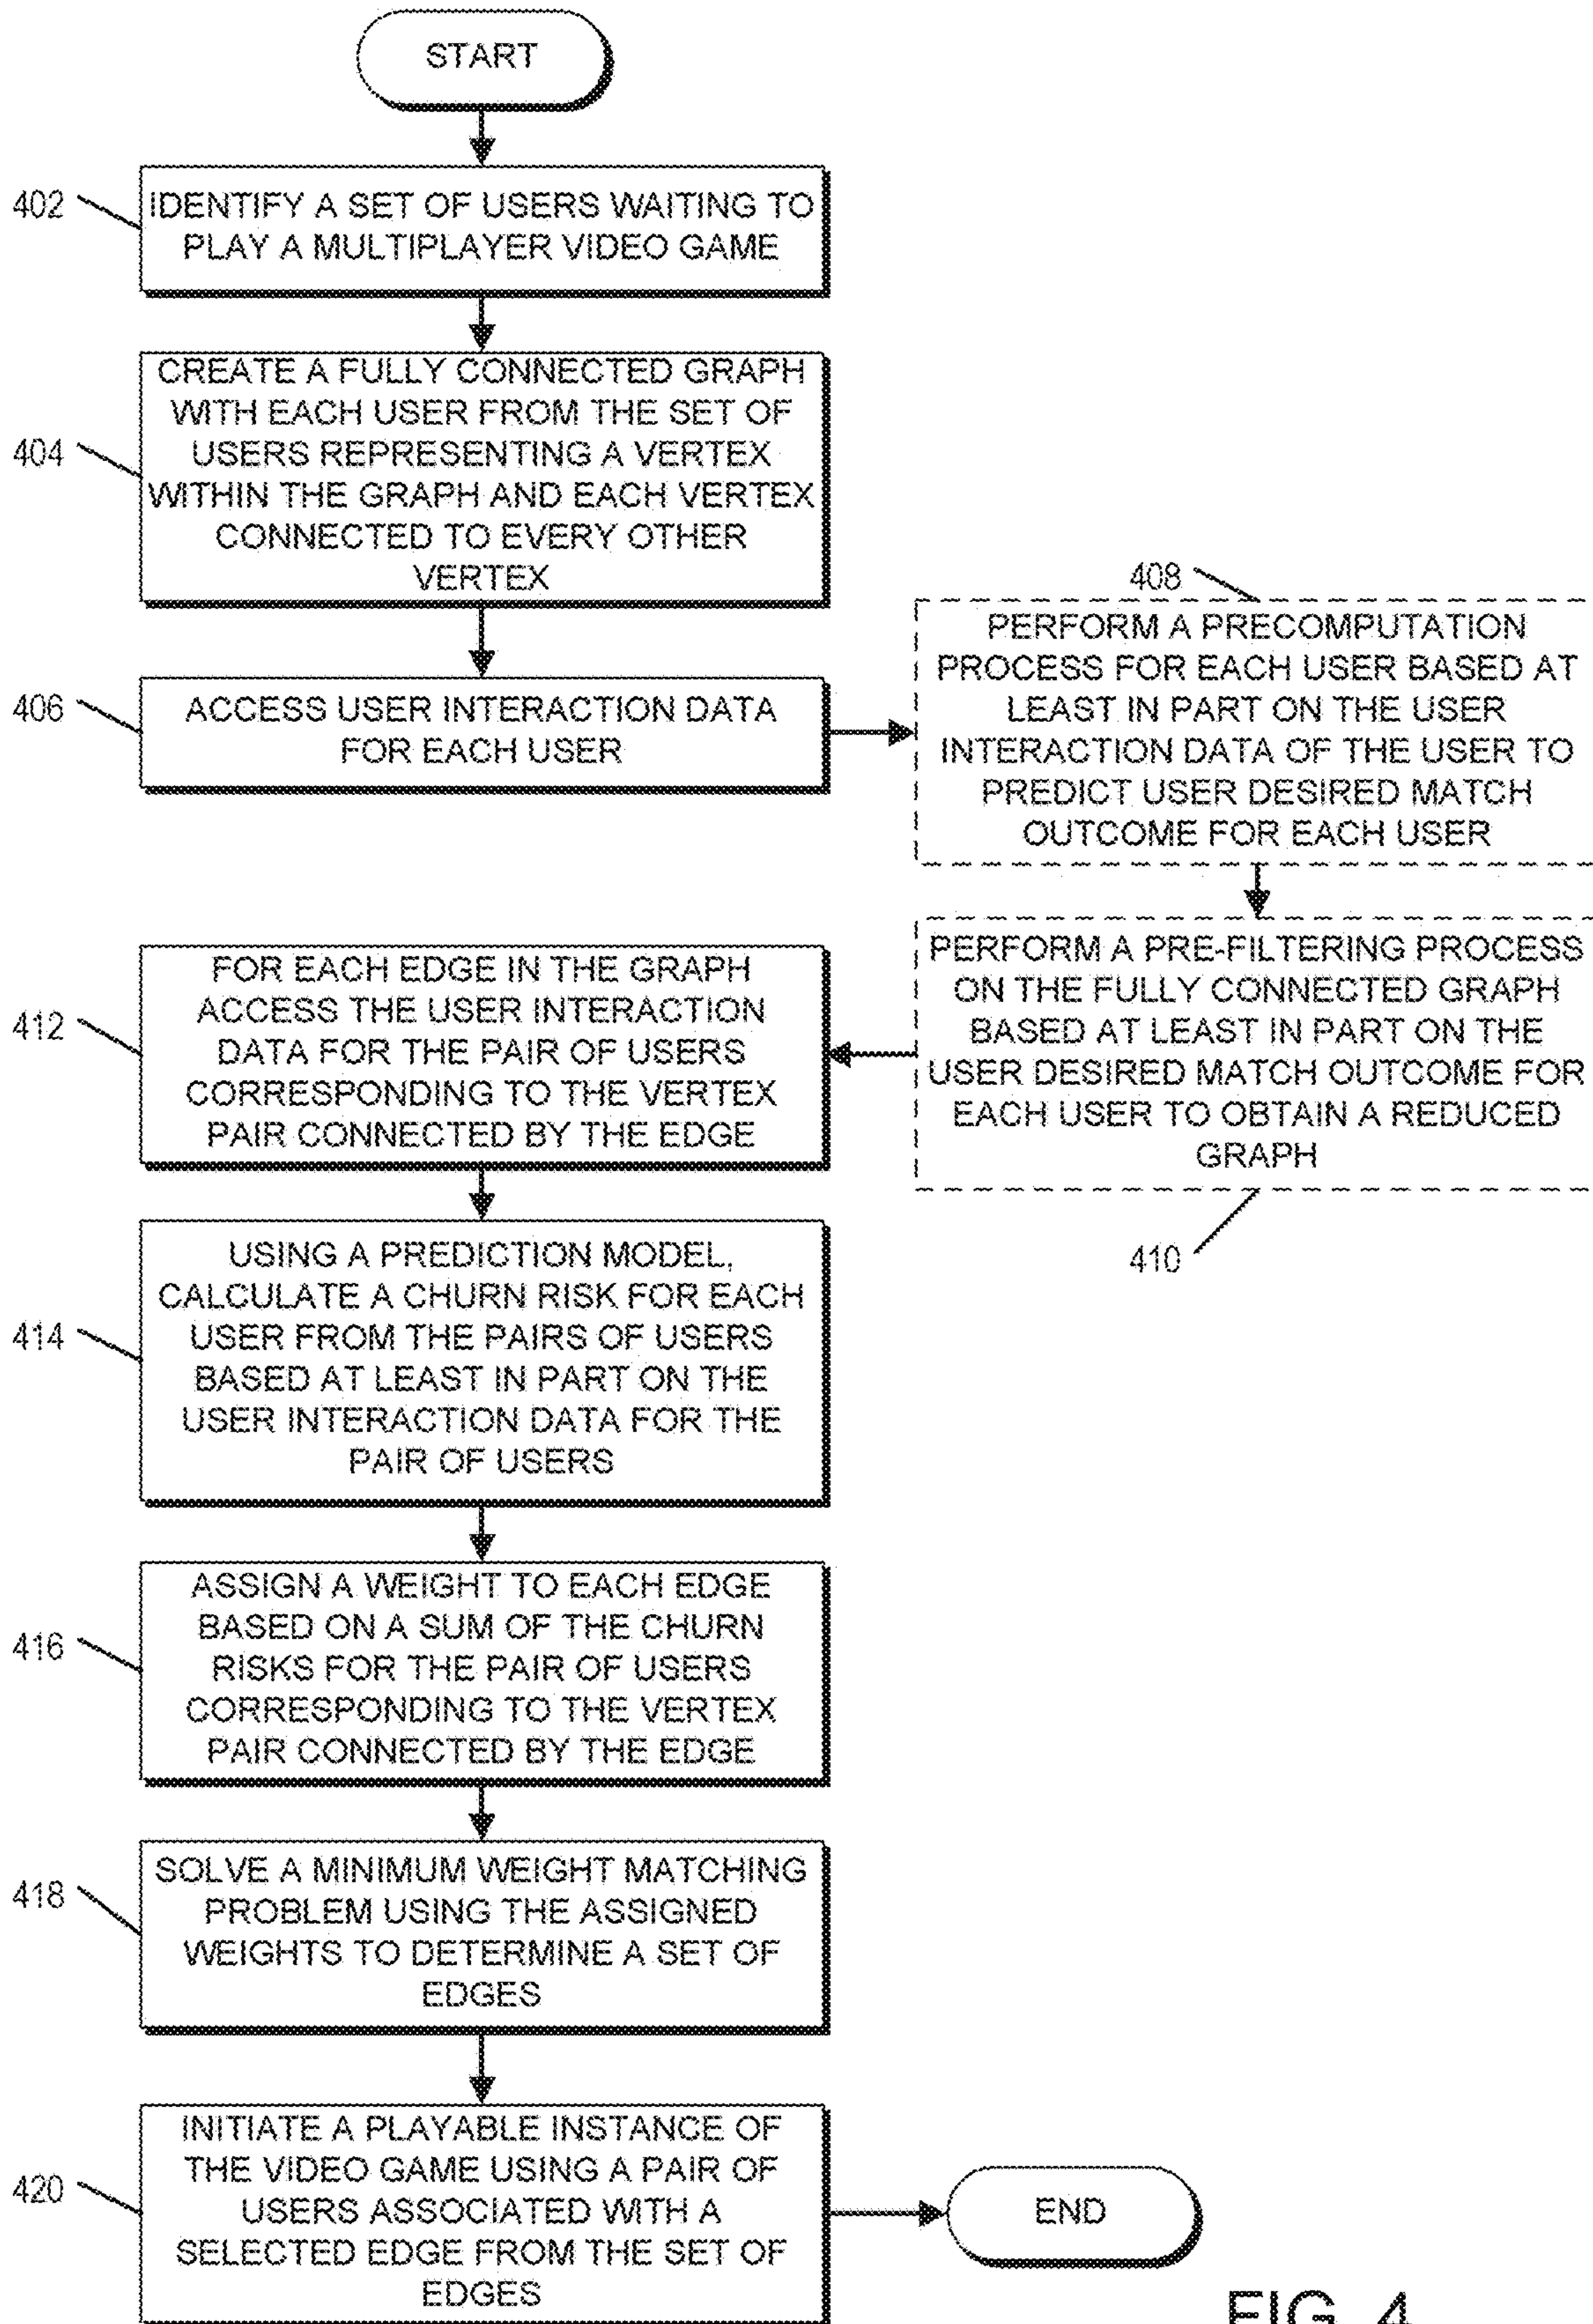 START
402
IDENTIFY A SET OF USERS WAITING TO
PLAY A MULTIPLAYER VIDEO GAME
404
CREATE A FULLY CONNECTED GRAPH
WITH EACH USER FROM THE SET OF
USERS REPRESENTING A VERTEX
WITHIN THE GRAPH AND EACH VERTEX
CONNECTED TO EVERY OTHER
VERTEX
406
ACCESS USER INTERACTION DATA
FOR EACH USER
408
PERFORM A PRECOMPUTATION
PROCESS FOR EACH USER BASED AT
LEAST IN PART ON THE USER
INTERACTION DATA OF THE USER TO
PREDICT USER DESIRED MATCH
OUTCOME FOR EACH USER
PERFORM A PRE-FILTERING PROCESS
ON THE FULLY CONNECTED GRAPH
BASED AT LEAST IN PART ON THE
USER DESIRED MATCH OUTCOME FOR
EACH USER TO OBTAIN A REDUCED
GRAPH
410
412
FOR EACH EDGE IN THE GRAPH
ACCESS THE USER INTERACTION
DATA FOR THE PAIR OF USERS
CORRESPONDING TO THE VERTEX
PAIR CONNECTED BY THE EDGE
414
USING A PREDICTION MODEL,
CALCULATE A CHURN RISK FOR EACH
USER FROM THE PAIRS OF USERS
BASED AT LEAST IN PART ON THE
USER INTERACTION DATA FOR THE
PAIR OF USERS
416
ASSIGN A WEIGHT TO EACH EDGE
BASED ON A SUM OF THE CHURN
RISKS FOR THE PAIR OF USERS
CORRESPONDING TO THE VERTEX
PAIR CONNECTED BY THE EDGE
418
SOLVE A MINIMUM WEIGHT MATCHING
PROBLEM USING THE ASSIGNED
WEIGHTS TO DETERMINE A SET OF
EDGES
420
INITIATE A PLAYABLE INSTANCE OF
THE VIDEO GAME USING A PAIR OF
USERS ASSOCIATED WITH A
SELECTED EDGE FROM THE SET OF
EDGES
END
FIG. 4